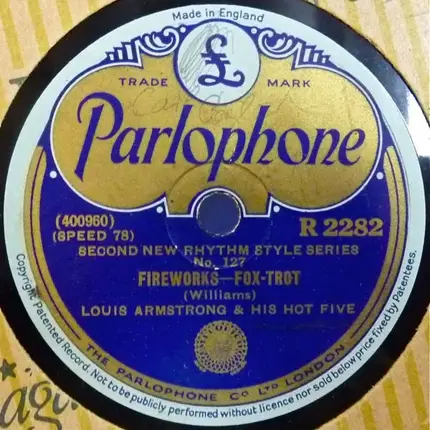 Made in England
£
TRADE MARK
Parlophone
(400960)
R 2282
(SPEED 78)
SECOND NEW RHYTHM STYLE SERIES
No. 127
FIREWORKS—FOX-TROT
(Williams)
LOUIS ARMSTRONG & HIS HOT FIVE
THE PARLOPHONE Co LTD LONDON
Copyright. Patented Record. Not to be publicly performed without licence nor sold below price fixed by Patentees.